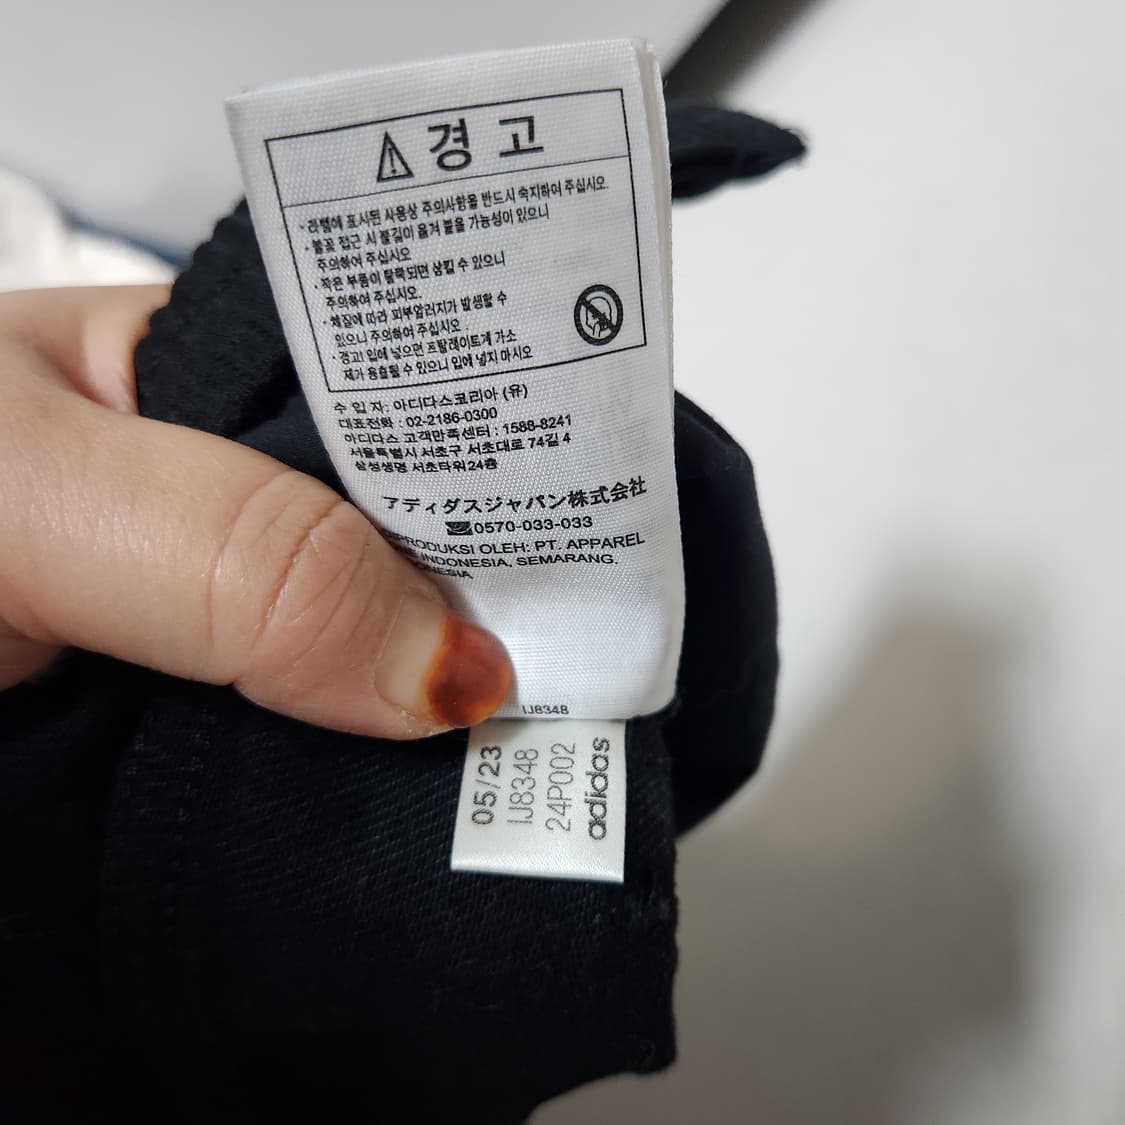 경 고
· 라벨에 표시된 사용상 주의사항을 반드시 숙지하여 주십시오.
· 불꽃 접근 시 불길이 옮겨 붙을 가능성이 있으니
주의하여 주십시오
· 작은 부품이 탈락되면 삼킬 수 있으니
주의하여 주십시오.
· 체질에 따라 피부알러지가 발생할 수
있으니 주의하여 주십시오.
· 경고! 입에 넣으면 프탈레이트계 가소
제가 용출될 수 있으니 입에 넣지 마시오
수 입 자: 아디다스코리아 (유)
대표전화 : 02-2186-0300
아디다스 고객만족센터 : 1588-8241
서울특별시 서초구 서초대로 74길 4
삼성생명 서초타워 24층
アディダスジャパン株式会社
0570-033-033
OLEH: PT. APPAREL
INDONESIA, SEMARANG,
IJ8348
05/23
IJ8348
24P002
adidas